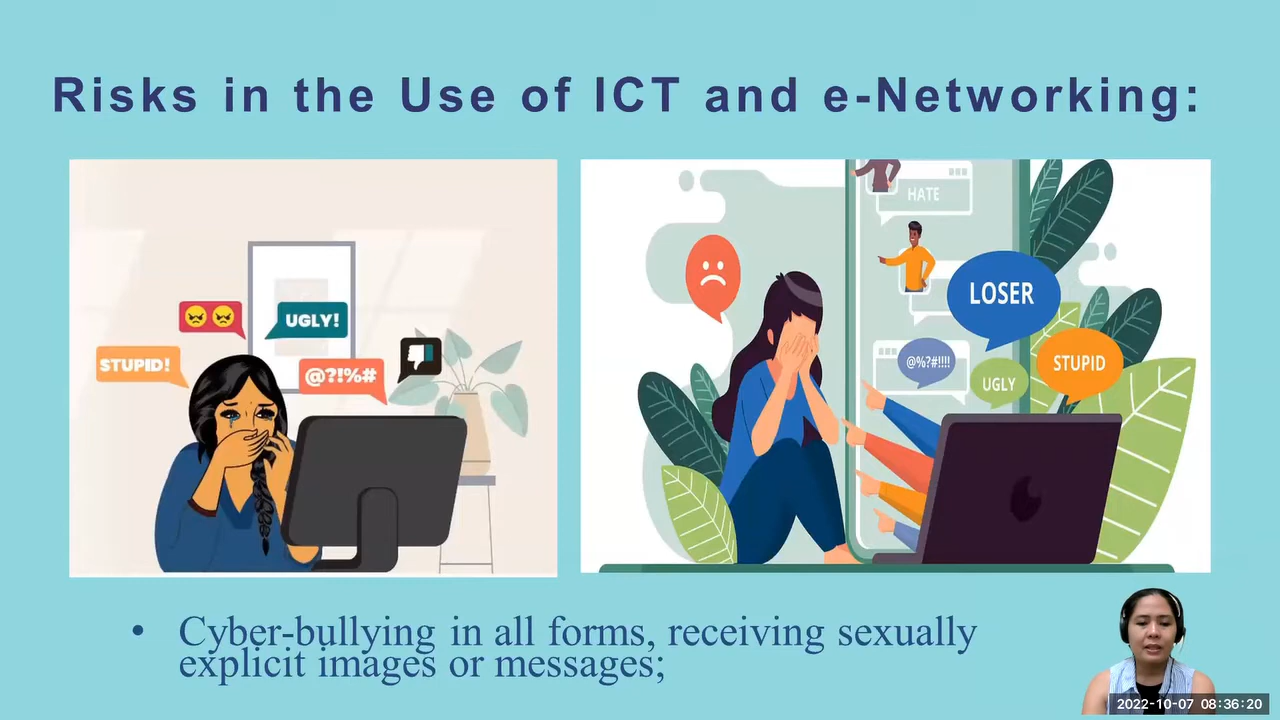 Risks in the Use of ICT and e-Networking:
STUPID!
UGLY!
@?!%#
HATE
LOSER
@%?#!!!!
UGLY
STUPID
• Cyber-bullying in all forms, receiving sexually
explicit images or messages;
2022-10-07 08:36:20